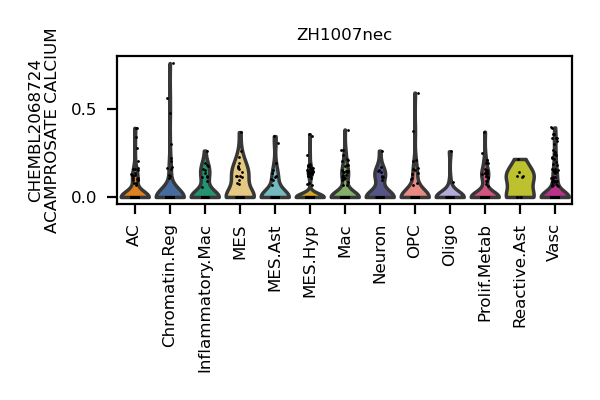 ZH1007nec
CHEMBL2068724
ACAMPROSATE CALCIUM
0.5
0.0
AC
Chromatin.Reg
Inflammatory.Mac
MES
MES.Ast
MES.Hyp
Mac
Neuron
OPC
Oligo
Prolif.Metab
Reactive.Ast
Vasc